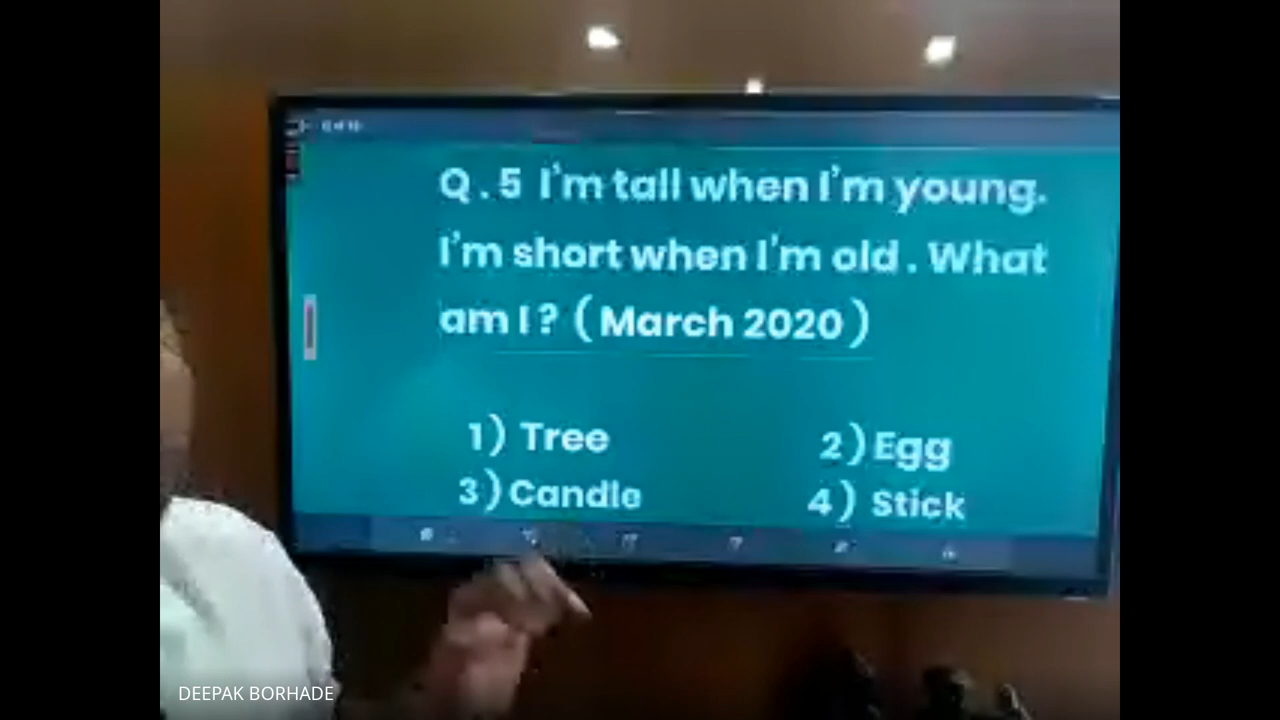 Q . 5 I'm tall when I'm young.
I'm short when I'm old . What
am I ? ( March 2020 )
1 ) Tree
2 ) Egg
3 ) Candle
4 ) Stick
DEEPAK BORHADE